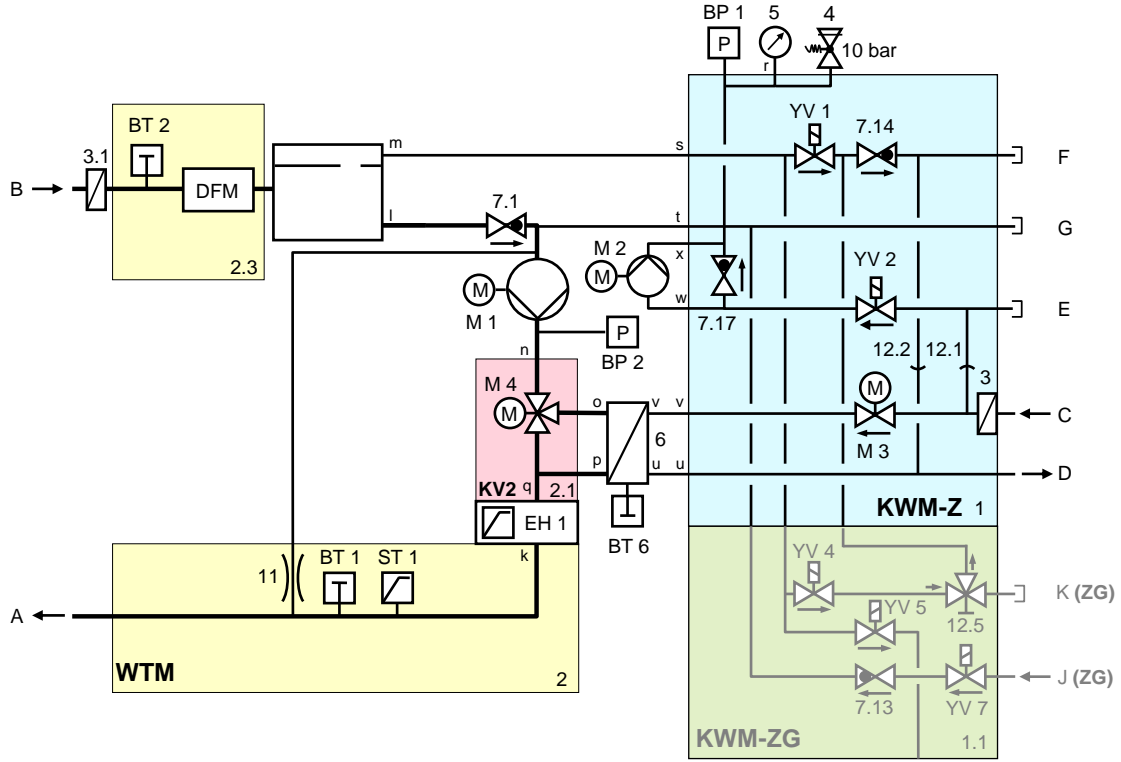 BP 1 5 4
P 10 bar
r
YV 1 7.14
BT 2
3.1 m s F
B DFM
l 7.1 t G
2.3
M 2 x YV 2
M M
w E
M 1 7.17
P 12.2 12.1
n BP 2
M 4 M 3
M o v v C
6 M 3
p u u D
KV2 q 2.1 KWM-Z 1
EH 1 BT 6
k YV 4
BT 1 ST 1
11 YV 5 K (ZG)
A 12.5
WTM J (ZG)
2 7.13 YV 7
KWM-ZG 1.1